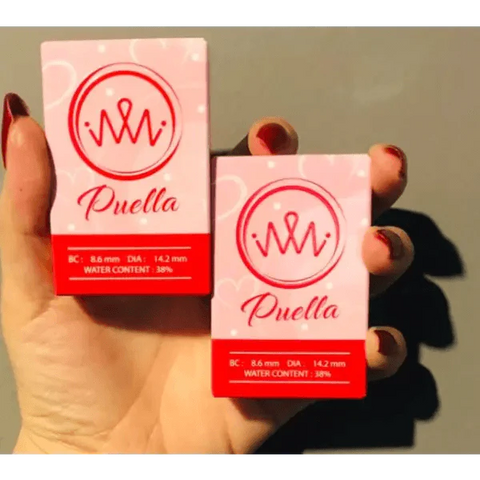 Puella
BC : 8.6 mm DIA : 14.2 mm
WATER CONTENT : 38%
Puella
BC : 8.6 mm DIA : 14.2 mm
WATER CONTENT : 38%